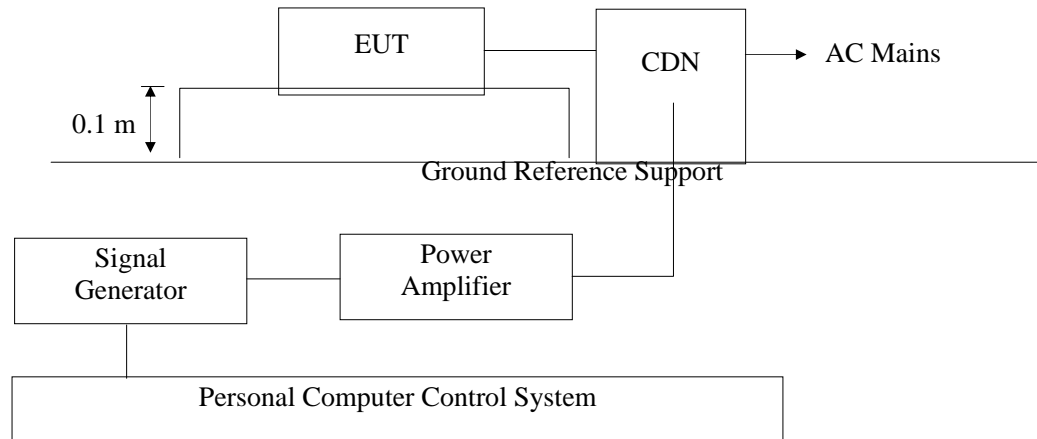 EUT
CDN
AC Mains
0.1 m
Ground Reference Support
Signal
Generator
Power
Amplifier
Personal Computer Control System